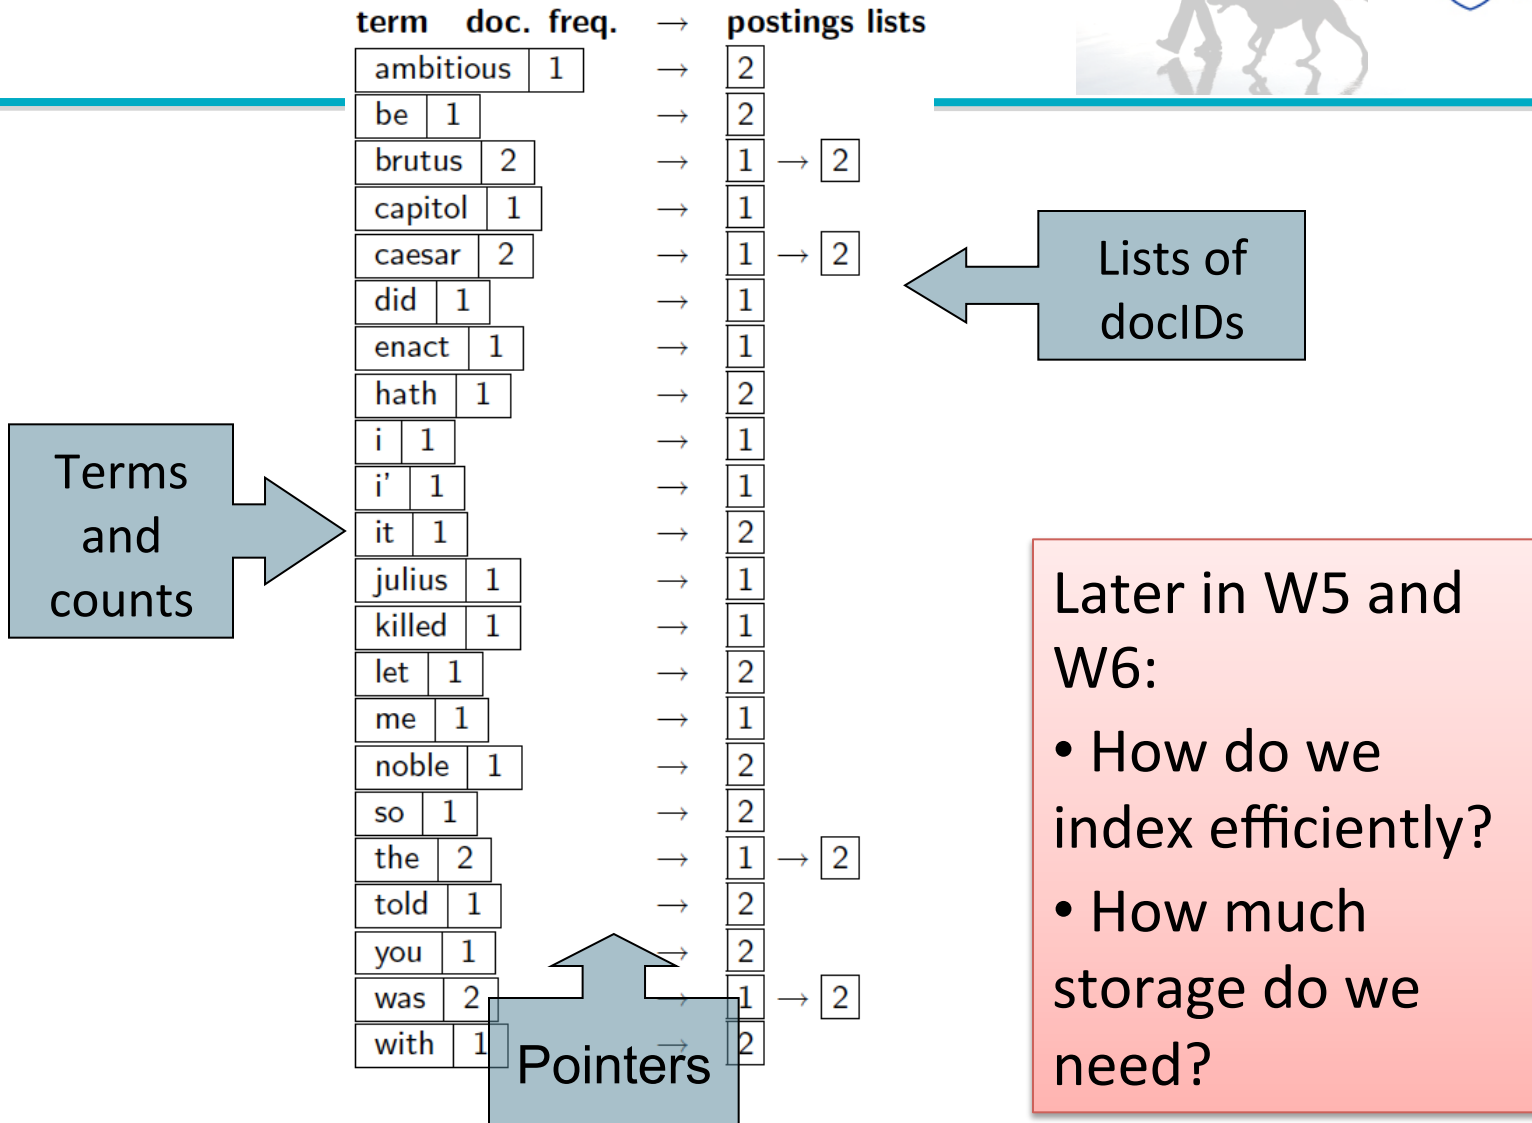 term doc. freq. → postings lists
ambitious 1 → 2
be 1 → 2
brutus 2 → 1 → 2
capitol 1 → 1
caesar 2 → 1 → 2
did 1 → 1
enact 1 → 1
hath 1 → 2
i 1 → 1
i' 1 → 1
it 1 → 2
julius 1 → 1
killed 1 → 1
let 1 → 2
me 1 → 1
noble 1 → 2
so 1 → 2
the 2 → 1 → 2
told 1 → 2
you 1 → 2
was 2 → 1 → 2
with 1 → 2
Terms
and
counts
Lists of
docIDs
Pointers
Later in W5 and
W6:
• How do we
index efficiently?
• How much
storage do we
need?